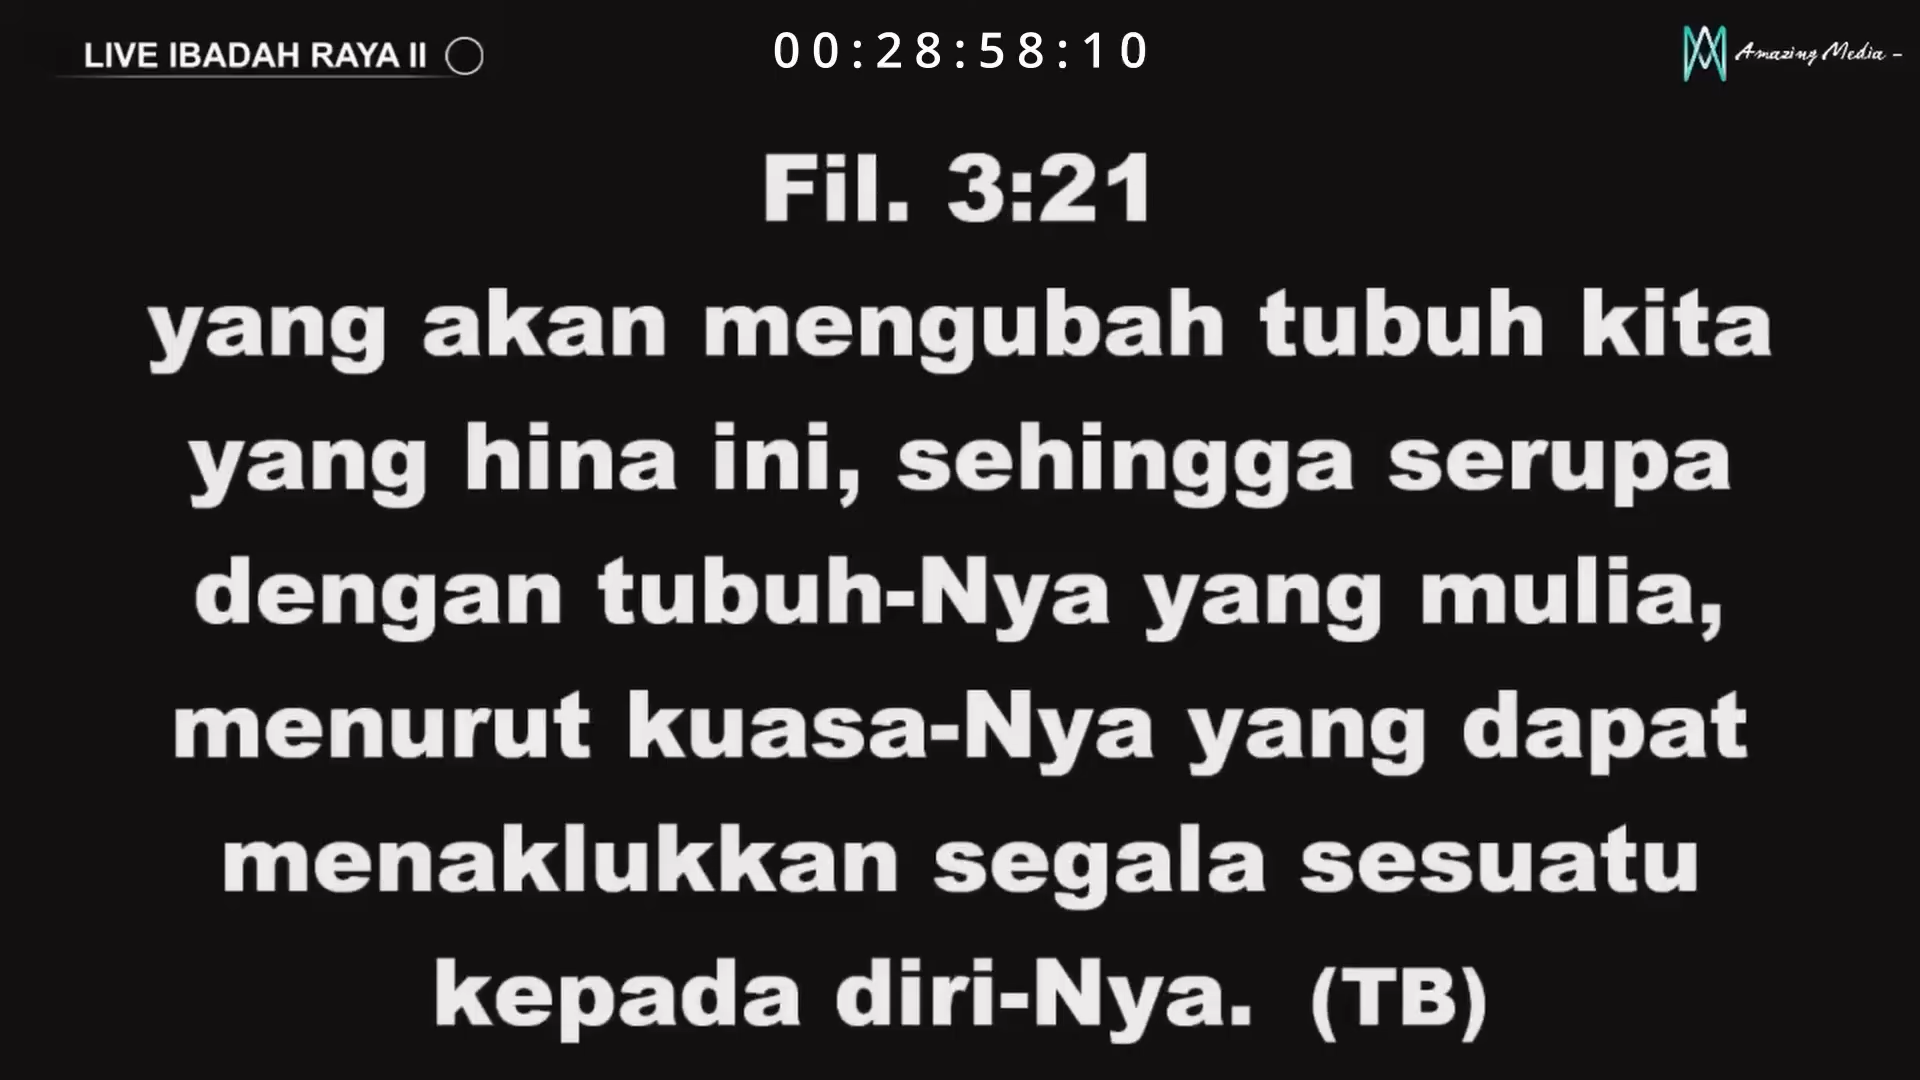 LIVE IBADAH RAYA II
00:28:58:10
Amazing Media -
Fil. 3:21
yang akan mengubah tubuh kita
yang hina ini, sehingga serupa
dengan tubuh-Nya yang mulia,
menurut kuasa-Nya yang dapat
menaklukkan segala sesuatu
kepada diri-Nya. (TB)